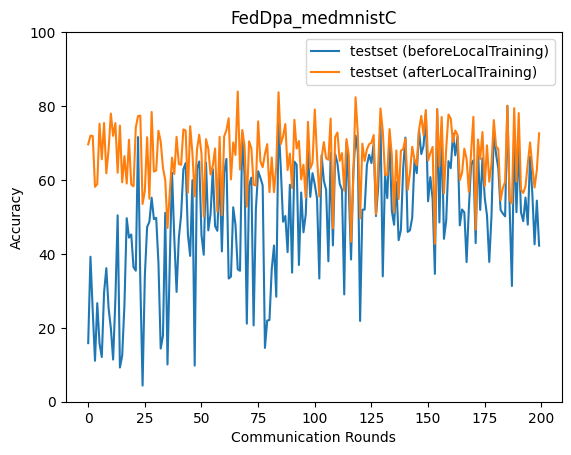 FedDpa_medmnistC
testset (beforeLocalTraining)
testset (afterLocalTraining)
Accuracy
100
80
60
40
20
0
0 25 50 75 100 125 150 175 200
Communication Rounds